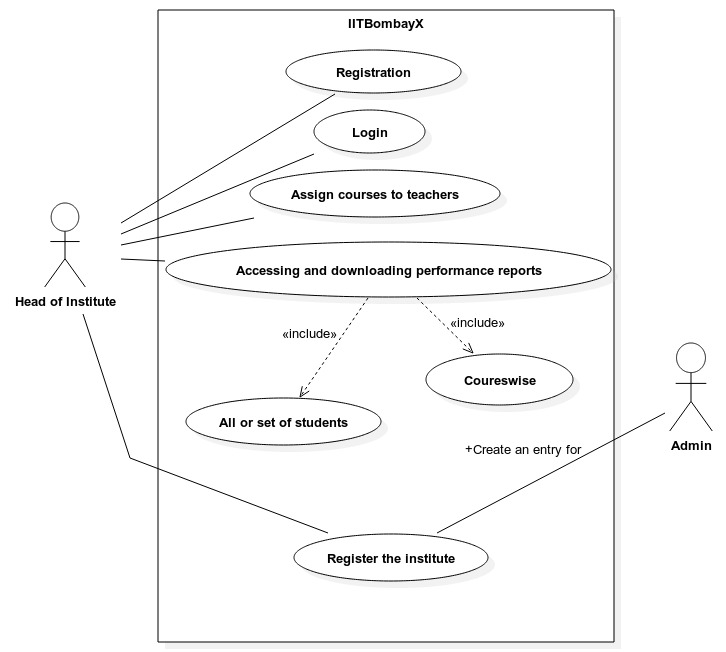 IITBombayX
Registration
Login
Assign courses to teachers
Accessing and downloading performance reports
Head of Institute
«include»
«include»
Coureswise
All or set of students
+Create an entry for
Admin
Register the institute